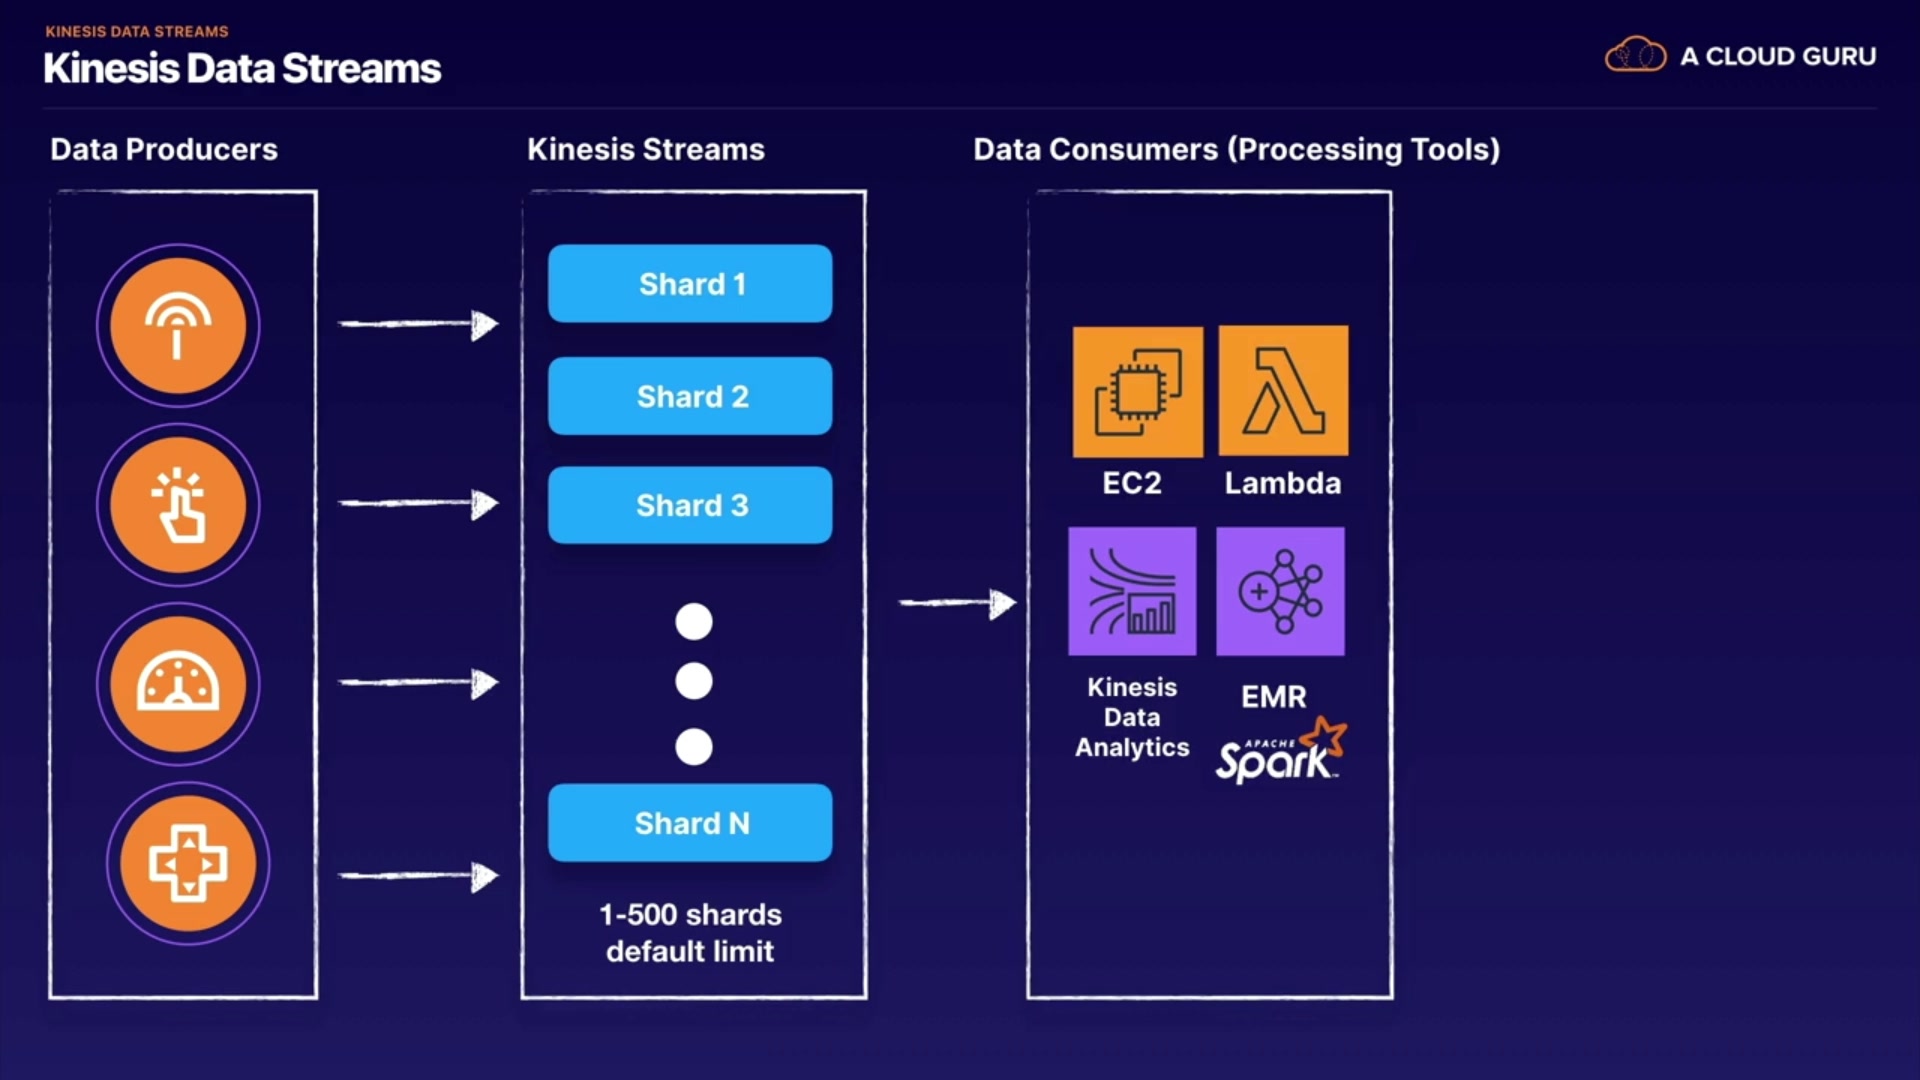 KINESIS DATA STREAMS
Kinesis Data Streams
A CLOUD GURU
Data Producers
Kinesis Streams
Shard 1
Shard 2
Shard 3
Shard N
1-500 shards
default limit
Data Consumers (Processing Tools)
EC2
Lambda
Kinesis
Data
Analytics
EMR
APACHE
Spark™